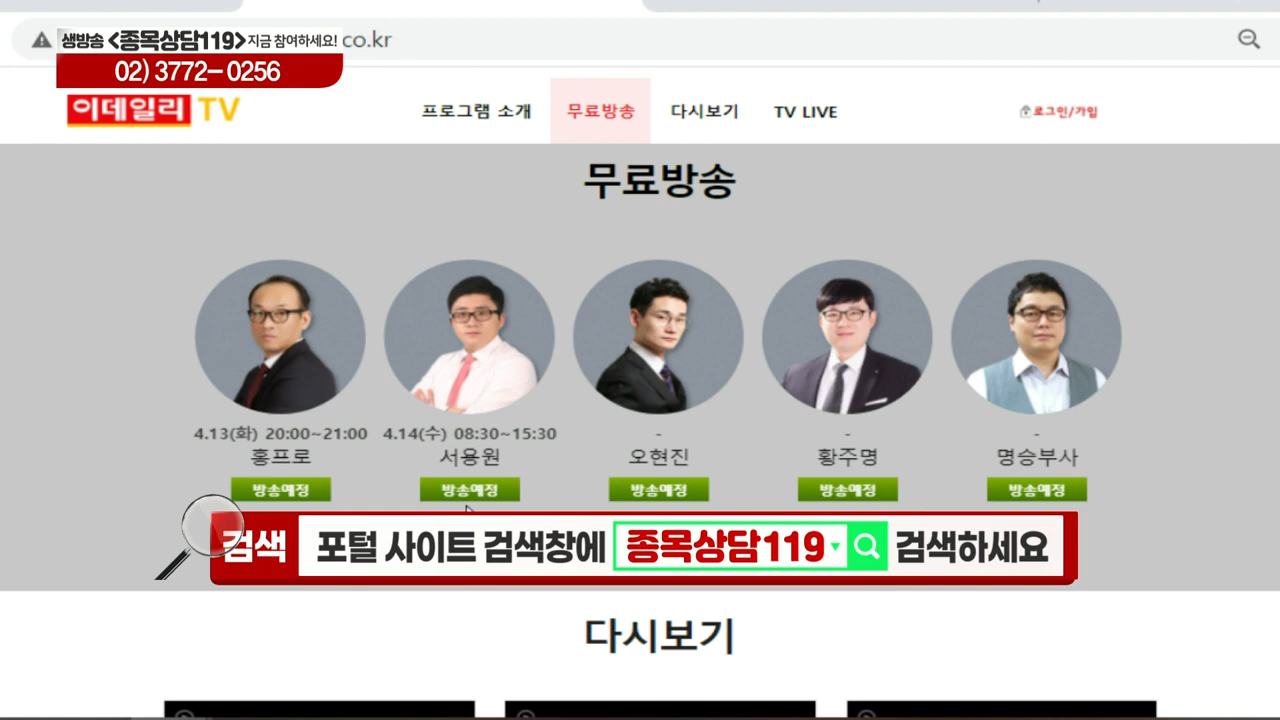 생방송 <종목상담119> 지금 참여하세요!
co.kr
02) 3772-0256
이데일리 TV
프로그램 소개
무료방송
다시보기
TV LIVE
로그인/가입
무료방송
4.13(화) 20:00~21:00
4.14(수) 08:30~15:30
-
-
-
홍프로
서용원
오현진
황주명
명승부사
방송예정
방송예정
방송예정
방송예정
방송예정
검색
포털 사이트 검색창에 종목상담119 검색하세요
다시보기